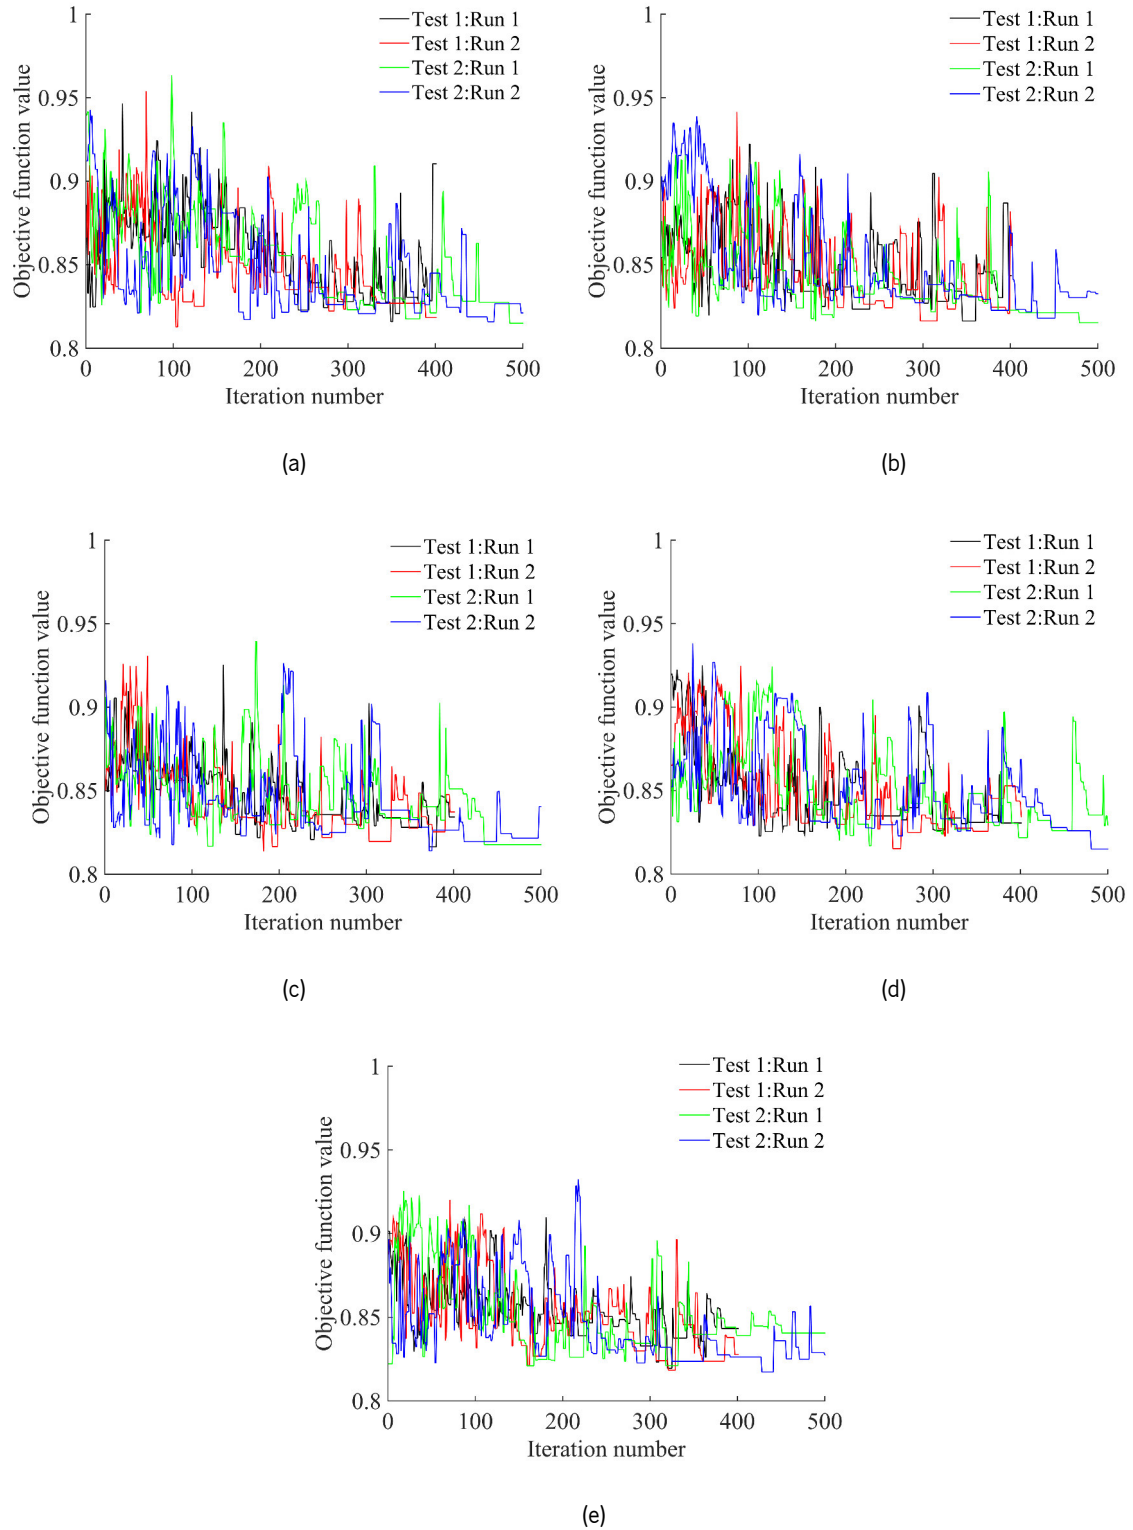 1
0.95
0.9
0.85
0.8
0 100 200 300 400 500
Objective function value
Iteration number
Test 1:Run 1
Test 1:Run 2
Test 2:Run 1
Test 2:Run 2
(a)
1
0.95
0.9
0.85
0.8
0 100 200 300 400 500
Objective function value
Iteration number
Test 1:Run 1
Test 1:Run 2
Test 2:Run 1
Test 2:Run 2
(b)
1
0.95
0.9
0.85
0.8
0 100 200 300 400 500
Objective function value
Iteration number
Test 1:Run 1
Test 1:Run 2
Test 2:Run 1
Test 2:Run 2
(c)
1
0.95
0.9
0.85
0.8
0 100 200 300 400 500
Objective function value
Iteration number
Test 1:Run 1
Test 1:Run 2
Test 2:Run 1
Test 2:Run 2
(d)
1
0.95
0.9
0.85
0.8
0 100 200 300 400 500
Objective function value
Iteration number
Test 1:Run 1
Test 1:Run 2
Test 2:Run 1
Test 2:Run 2
(e)